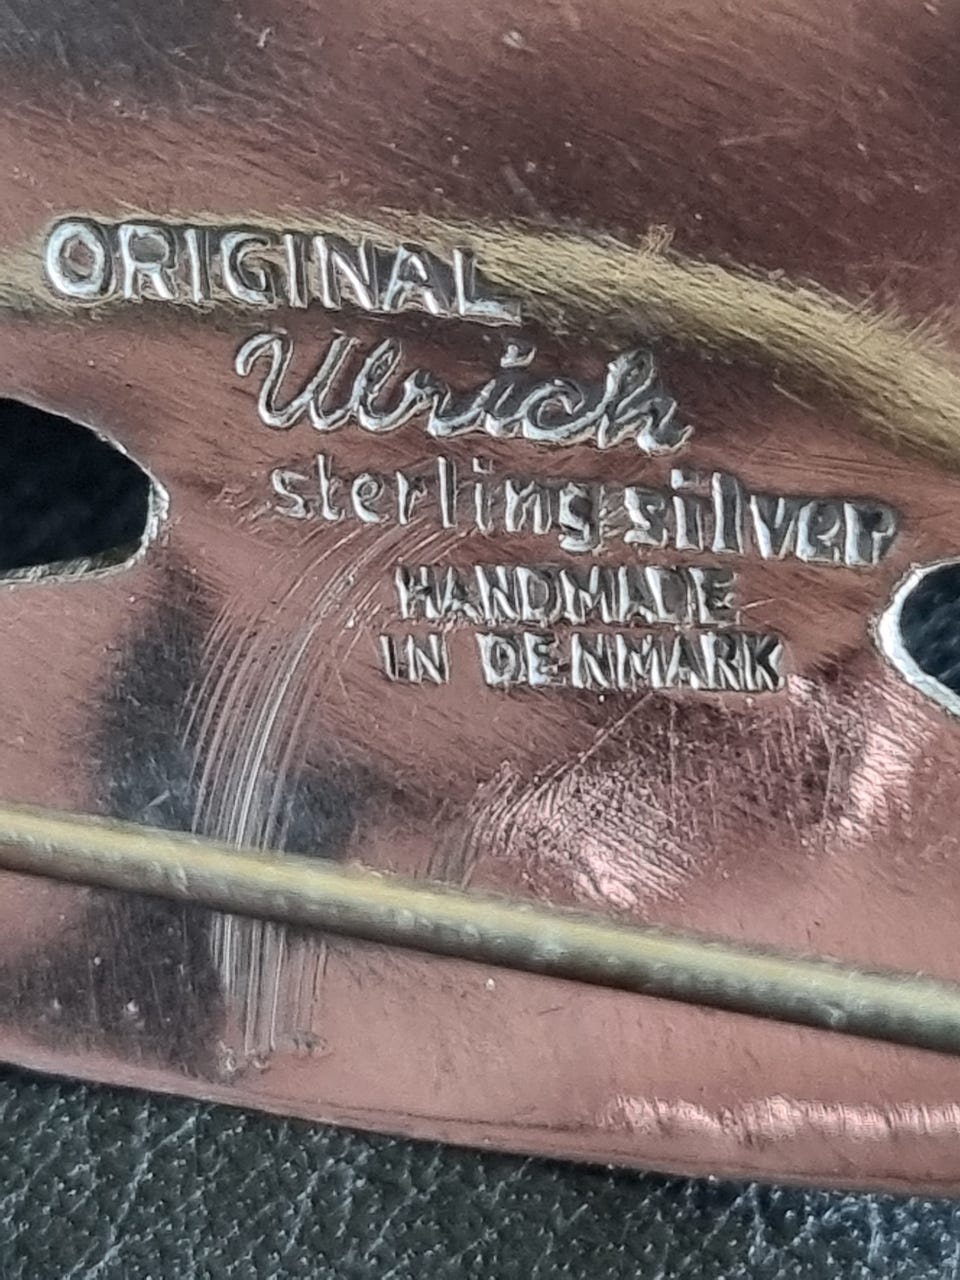 ORIGINAL
Ulrich
sterling silver
HANDMADE
IN DENMARK